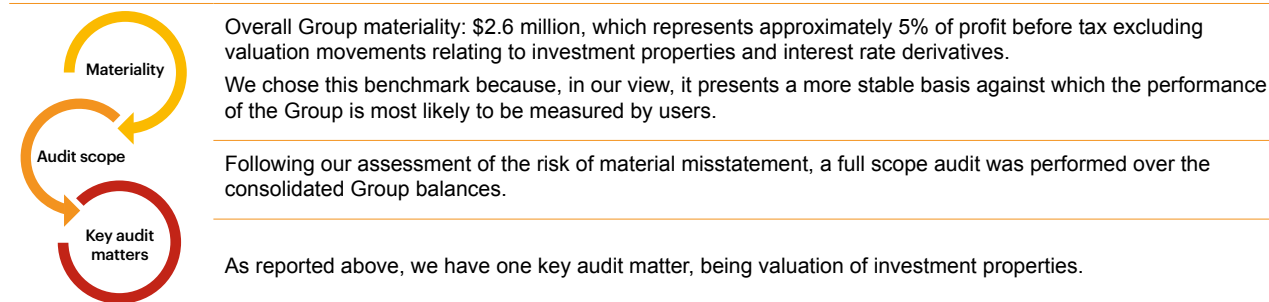 Materiality
Overall Group materiality: $2.6 million, which represents approximately 5% of profit before tax excluding
valuation movements relating to investment properties and interest rate derivatives.
We chose this benchmark because, in our view, it presents a more stable basis against which the performance
of the Group is most likely to be measured by users.
Audit scope
Following our assessment of the risk of material misstatement, a full scope audit was performed over the
consolidated Group balances.
Key audit
matters
As reported above, we have one key audit matter, being valuation of investment properties.